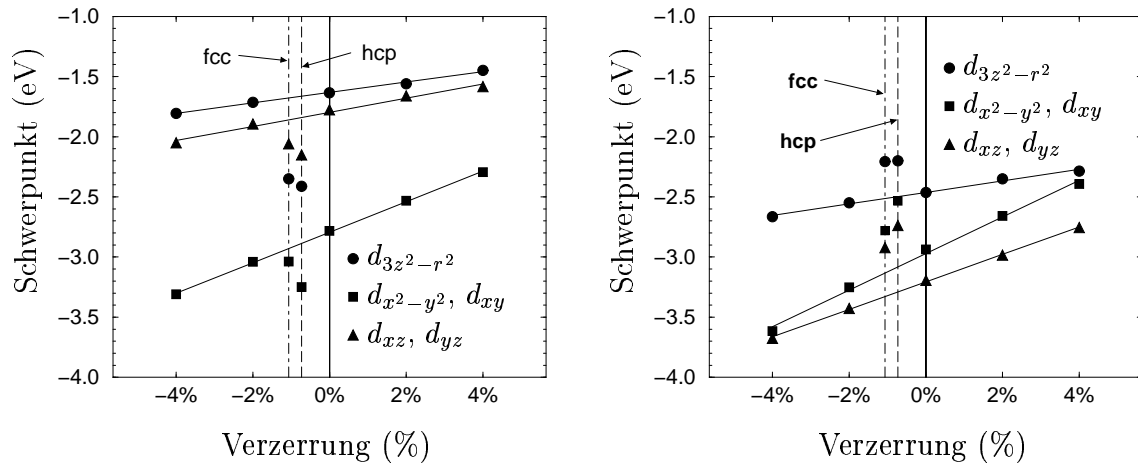 −1.0
−1.5
−2.0
−2.5
−3.0
−3.5
−4.0
Schwerpunkt (eV)
fcc
hcp
d3z²−r²
dx²−y², dxy
dxz, dyz
−4%
−2%
0%
2%
4%
Verzerrung (%)
−1.0
−1.5
−2.0
−2.5
−3.0
−3.5
−4.0
Schwerpunkt (eV)
fcc
hcp
d3z²−r²
dx²−y², dxy
dxz, dyz
−4%
−2%
0%
2%
4%
Verzerrung (%)